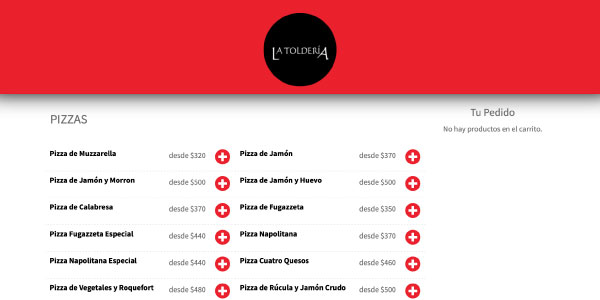 LA TOLDERÍA
PIZZAS
Tu Pedido
No hay productos en el carrito.
Pizza de Muzzarella desde $320
Pizza de Jamón desde $370
Pizza de Jamón y Morron desde $500
Pizza de Jamón y Huevo desde $500
Pizza de Calabresa desde $370
Pizza de Fugazzeta desde $350
Pizza Fugazzeta Especial desde $440
Pizza Napolitana desde $370
Pizza Napolitana Especial desde $440
Pizza Cuatro Quesos desde $460
Pizza de Vegetales y Roquefort desde $480
Pizza de Rúcula y Jamón Crudo desde $500